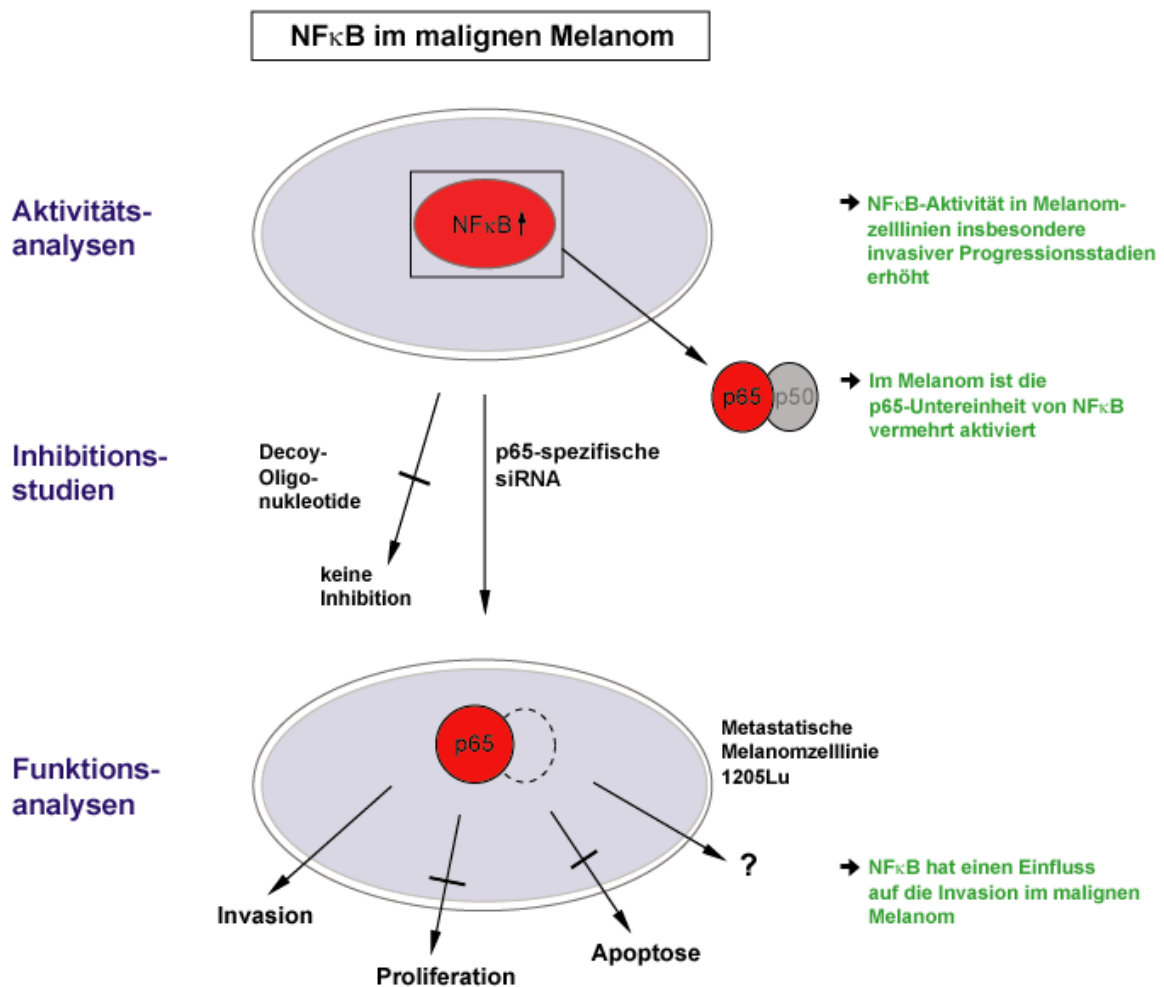 NFκB im malignen Melanom
Aktivitäts-
analysen
NFκB
NFκB-Aktivität in Melanom-
zelllinien insbesondere
invasiver Progressionsstadien
erhöht
p65
p50
Im Melanom ist die
p65-Untereinheit von NFκB
vermehrt aktiviert
Inhibitions-
studien
Decoy-
Oligo-
nukleotide
p65-spezifische
siRNA
keine
Inhibition
Funktions-
analysen
p65
Metastatische
Melanomzelllinie
1205Lu
Invasion
Proliferation
Apoptose
?
NFκB hat einen Einfluss
auf die Invasion im malignen
Melanom